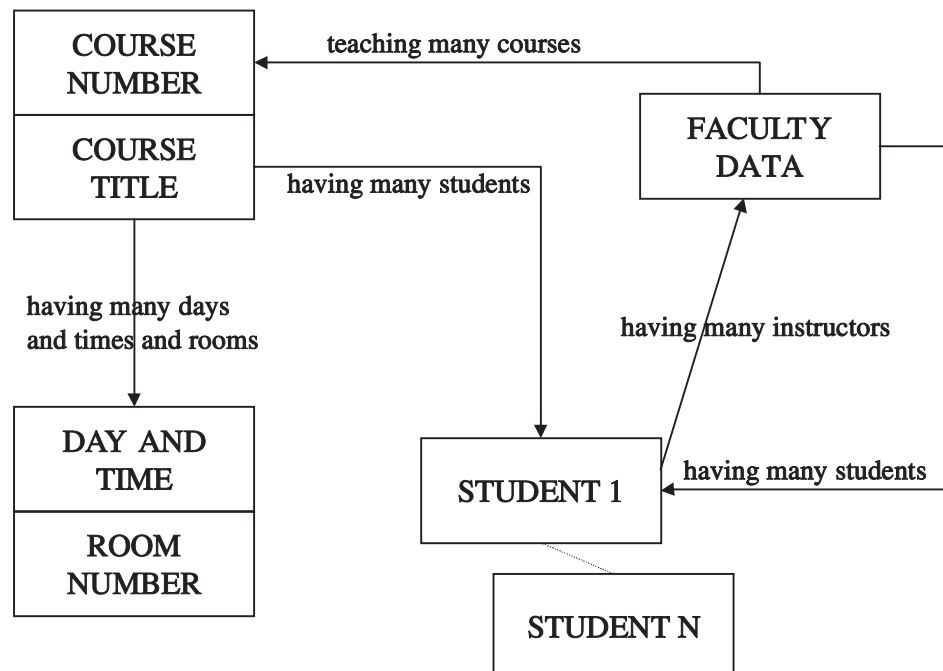 COURSE
NUMBER
teaching many courses
FACULTY
DATA
COURSE
TITLE
having many students
having many days
and times and rooms
having many instructors
DAY AND
TIME
having many students
STUDENT 1
ROOM
NUMBER
STUDENT N